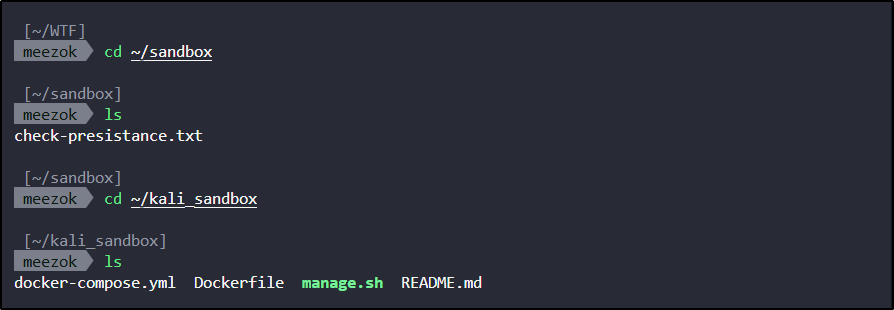 [~/WTF]
meezok cd ~/sandbox
[~/sandbox]
meezok ls
check-presistance.txt
[~/sandbox]
meezok cd ~/kali_sandbox
[~/kali_sandbox]
meezok ls
docker-compose.yml Dockerfile manage.sh README.md